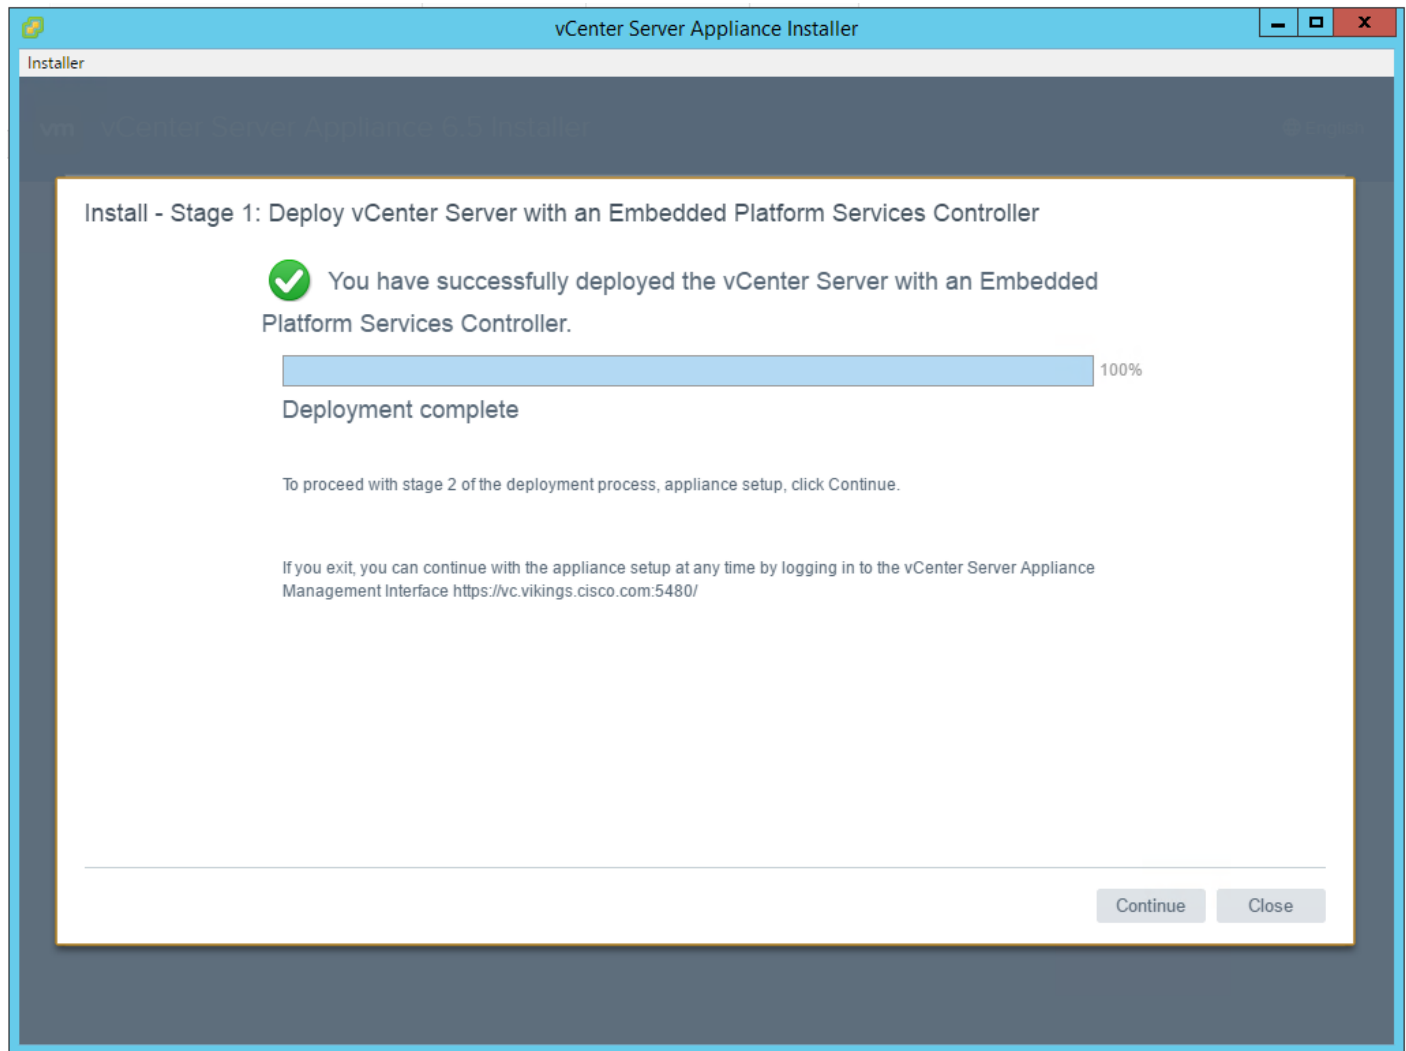 vCenter Server Appliance Installer
x
Installer
vm vCenter Server Appliance 6.5 Installer
English
Install - Stage 1: Deploy vCenter Server with an Embedded Platform Services Controller
You have successfully deployed the vCenter Server with an Embedded
Platform Services Controller.
100%
Deployment complete
To proceed with stage 2 of the deployment process, appliance setup, click Continue.
If you exit, you can continue with the appliance setup at any time by logging in to the vCenter Server Appliance
Management Interface https://vc.vikings.cisco.com:5480/
Continue
Close